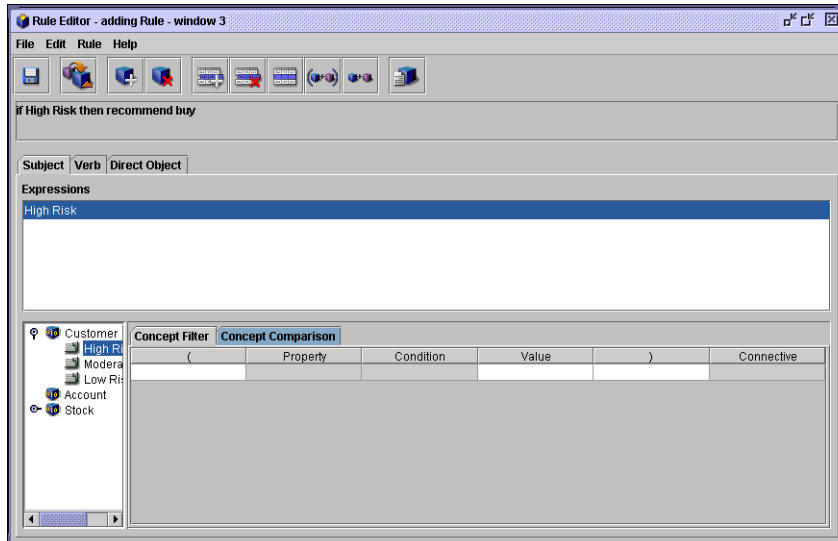 Rule Editor - adding Rule - window 3
File Edit Rule Help
if High Risk then recommend buy
Subject Verb Direct Object
Expressions
High Risk
Customer
High Ri
Modera
Low Ris
Account
Stock
Concept Filter Concept Comparison
( Property Condition Value ) Connective